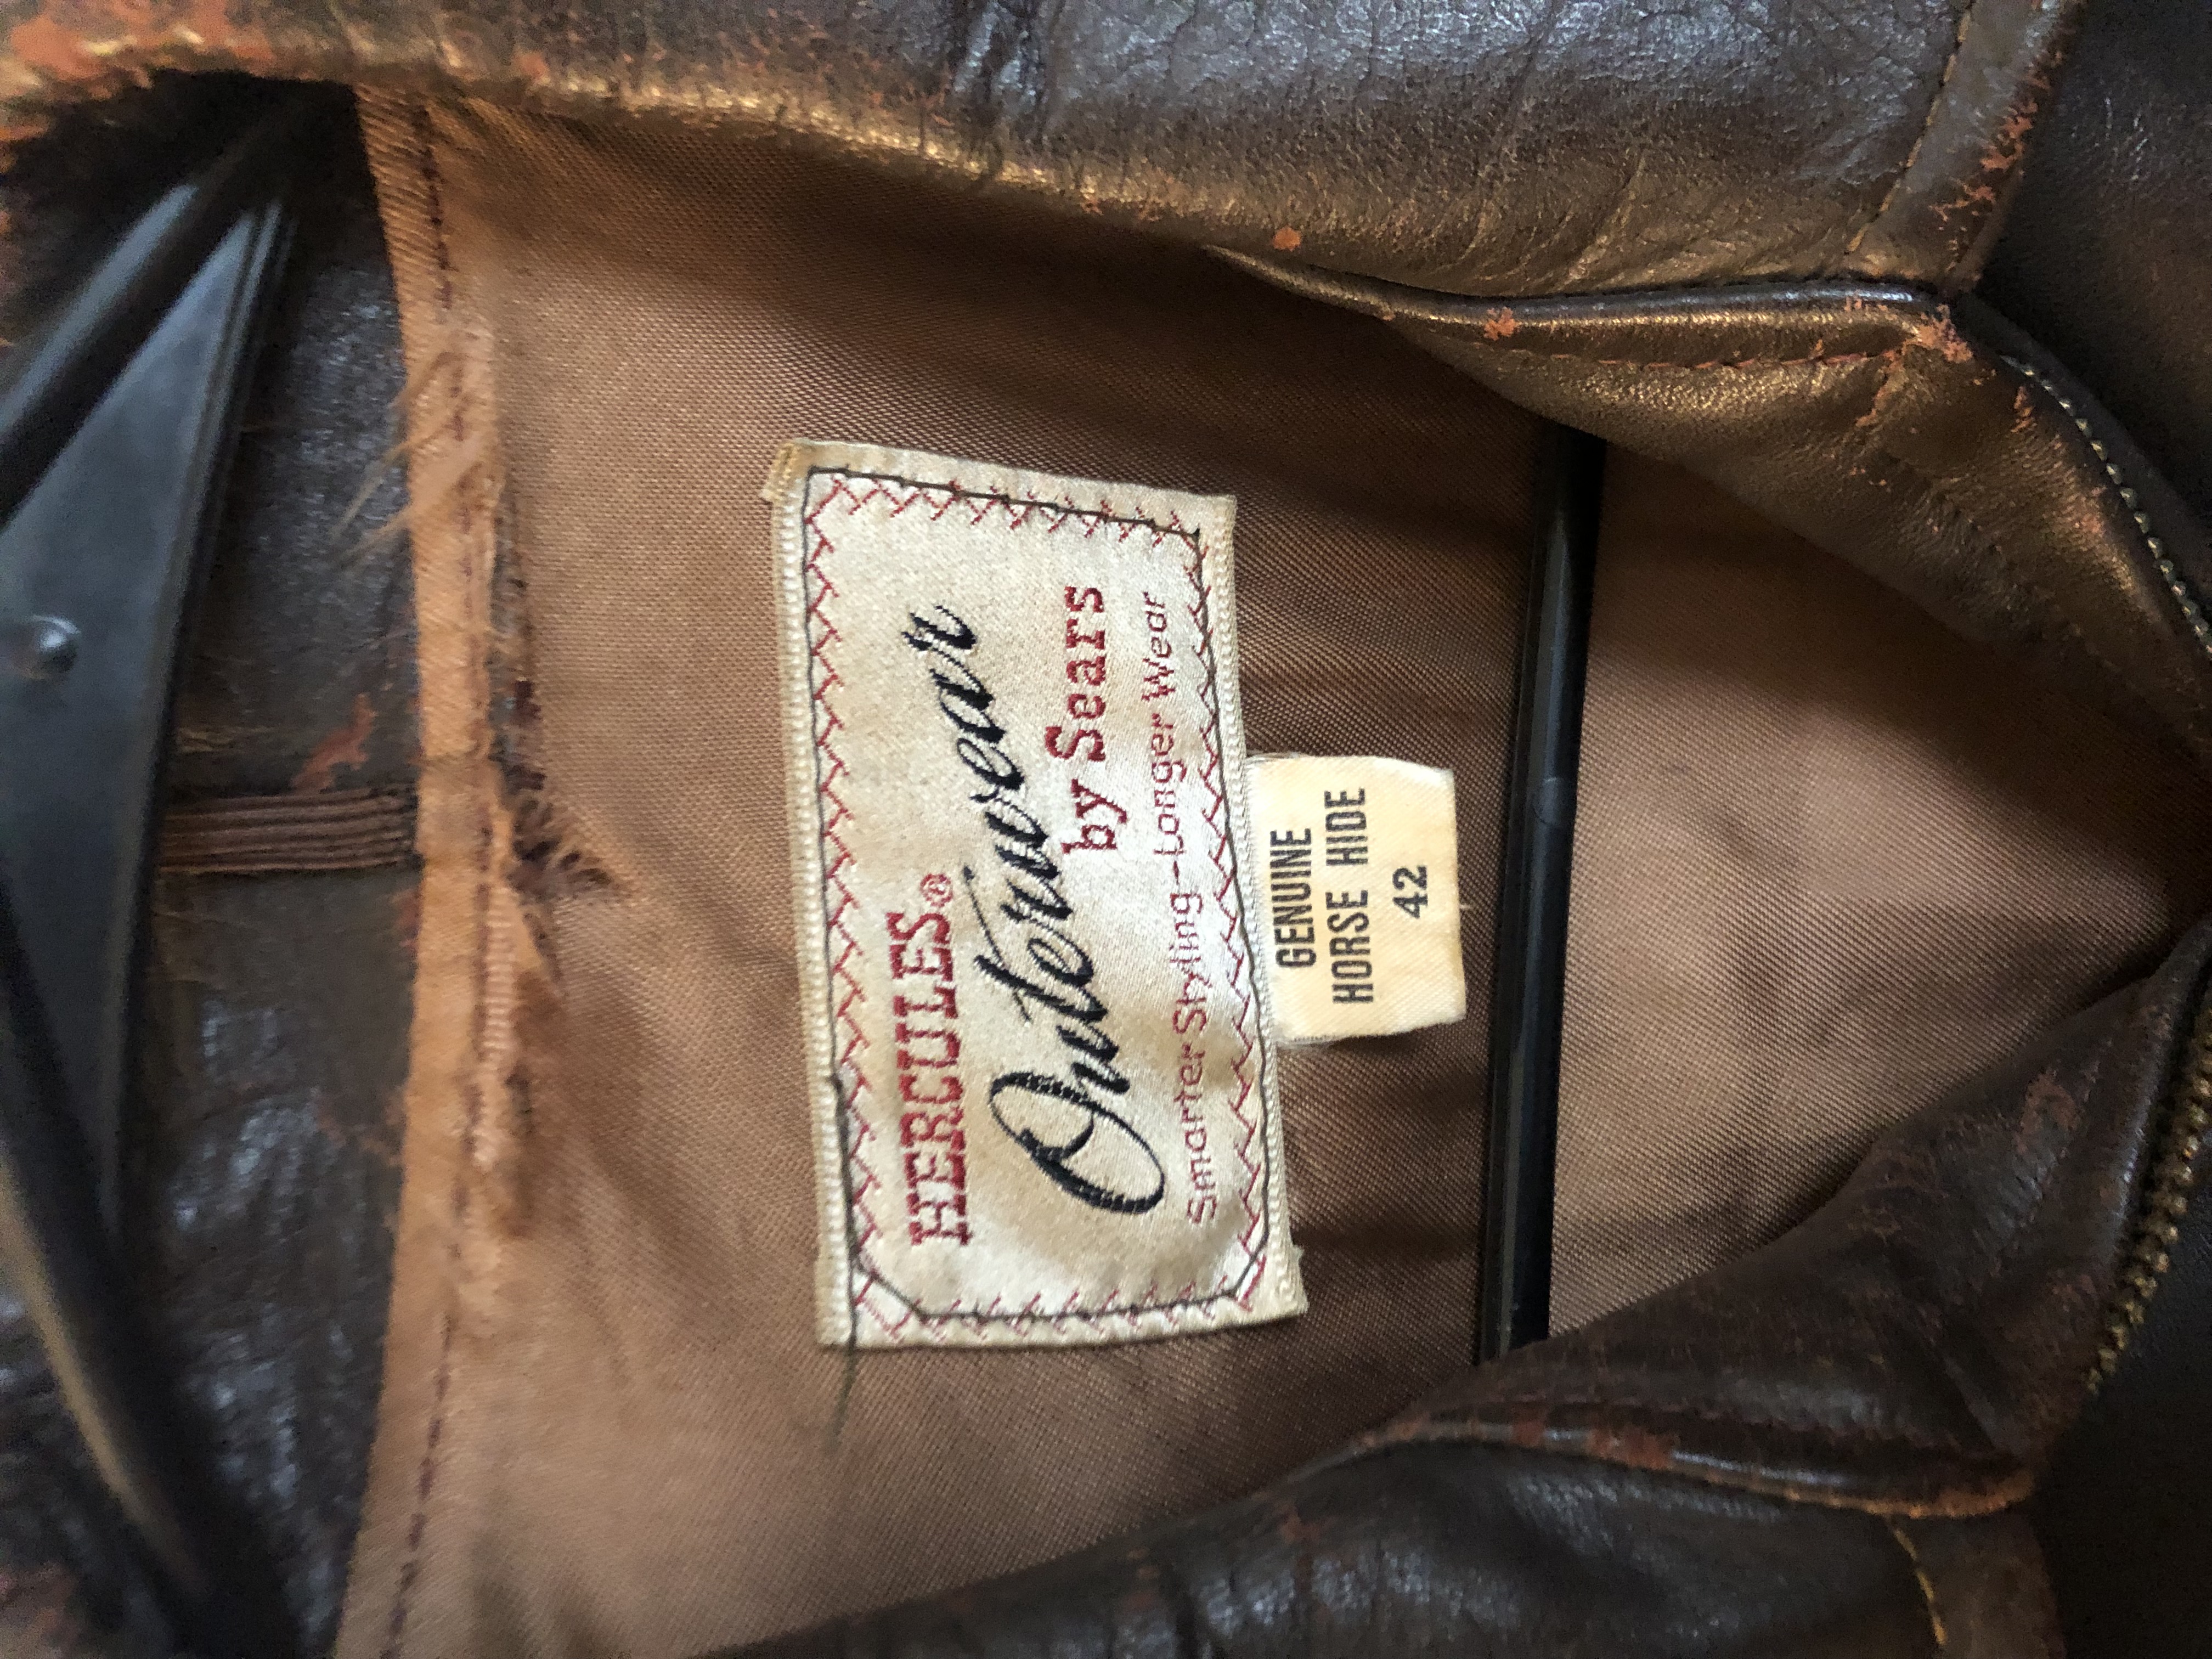 HERCULES®
Outerwear
by Sears
Smarter Styling-Longer Wear
GENUINE
HORSE HIDE
42